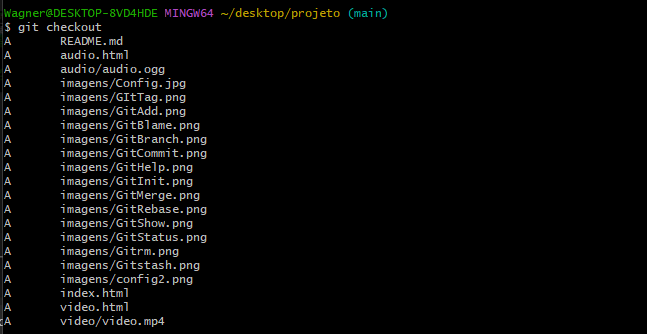 Wagner@DESKTOP-8VD4HDE MINGW64 ~/desktop/projeto (main)
$ git checkout
A       README.md
A       audio.html
A       audio/audio.ogg
A       imagens/Config.jpg
A       imagens/GItTag.png
A       imagens/GitAdd.png
A       imagens/GitBlame.png
A       imagens/GitBranch.png
A       imagens/GitCommit.png
A       imagens/GitHelp.png
A       imagens/GitInit.png
A       imagens/GitMerge.png
A       imagens/GitRebase.png
A       imagens/GitShow.png
A       imagens/GitStatus.png
A       imagens/Gitrm.png
A       imagens/Gitstash.png
A       imagens/config2.png
A       index.html
A       video.html
A       video/video.mp4